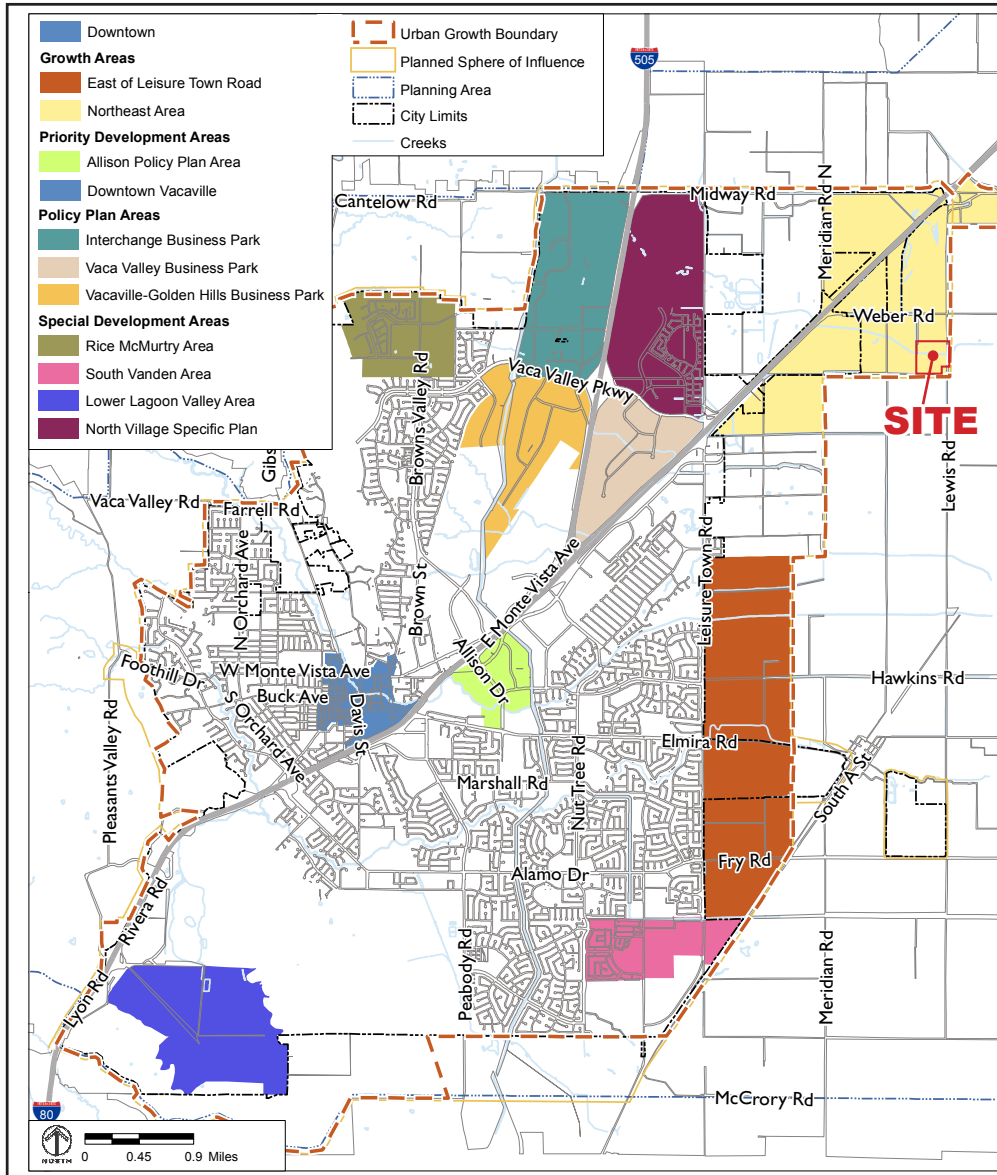 Downtown
Growth Areas
East of Leisure Town Road
Northeast Area
Priority Development Areas
Allison Policy Plan Area
Downtown Vacaville
Policy Plan Areas
Interchange Business Park
Vaca Valley Business Park
Vacaville-Golden Hills Business Park
Special Development Areas
Rice McMurtry Area
South Vanden Area
Lower Lagoon Valley Area
North Village Specific Plan
Urban Growth Boundary
Planned Sphere of Influence
Planning Area
City Limits
Creeks
505
Cantelow Rd
Midway Rd
Meridian Rd N
Weber Rd
SITE
Lewis Rd
Vaca Valley Pkwy
Browns Valley Rd
Gibs
Vaca Valley Rd
Farrell Rd
N Orchard Ave
Brown St
E Monte Vista Ave
Leisure Town Rd
Allison Dr
W Monte Vista Ave
Foothill Dr
Buck Ave
Davis St
S Orchard Ave
Hawkins Rd
Elmira Rd
Pleasants Valley Rd
Marshall Rd
Nut Tree Rd
South A St
Fry Rd
Alamo Dr
Rivera Rd
Peabody Rd
Meridian Rd
Lyon Rd
McCrory Rd
80
NORTH
0 0.45 0.9 Miles